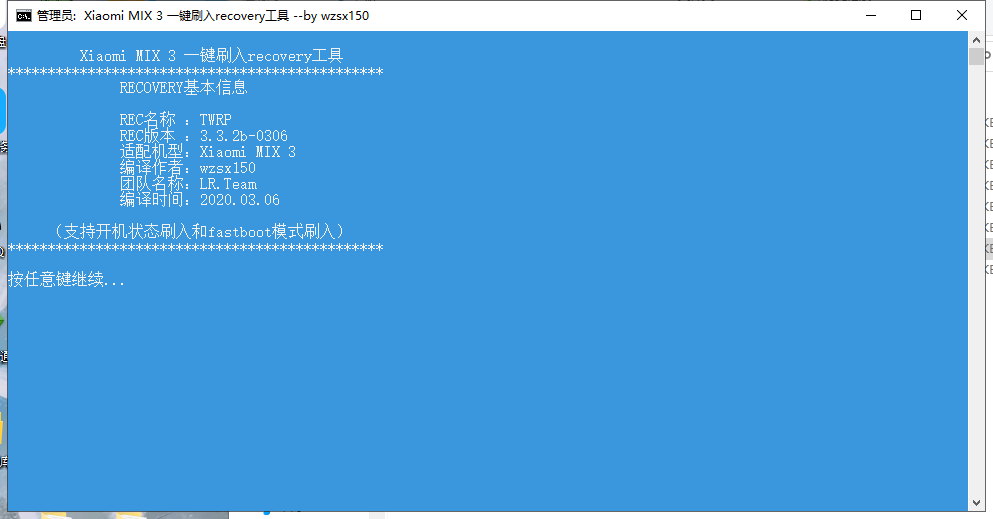 管理员: Xiaomi MIX 3 一键刷入recovery工具 --by wzsx150
Xiaomi MIX 3 一键刷入recovery工具
***********************************************
RECOVERY基本信息
REC名称 : TWRP
REC版本 : 3.3.2b-0306
适配机型: Xiaomi MIX 3
编译作者: wzsx150
团队名称: LR.Team
编译时间: 2020.03.06
（支持开机状态刷入和fastboot模式刷入）
***********************************************
按任意键继续...